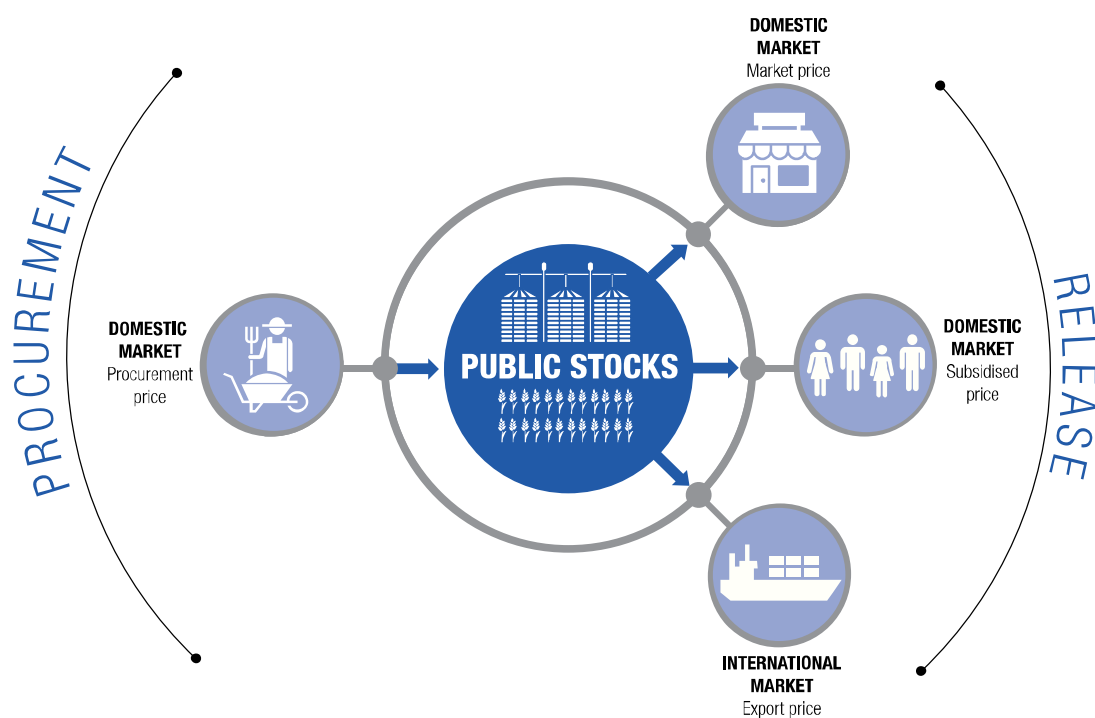 PROCUREMENT
DOMESTIC
MARKET
Procurement
price
PUBLIC STOCKS
DOMESTIC
MARKET
Market price
DOMESTIC
MARKET
Subsidised
price
INTERNATIONAL
MARKET
Export price
RELEASE